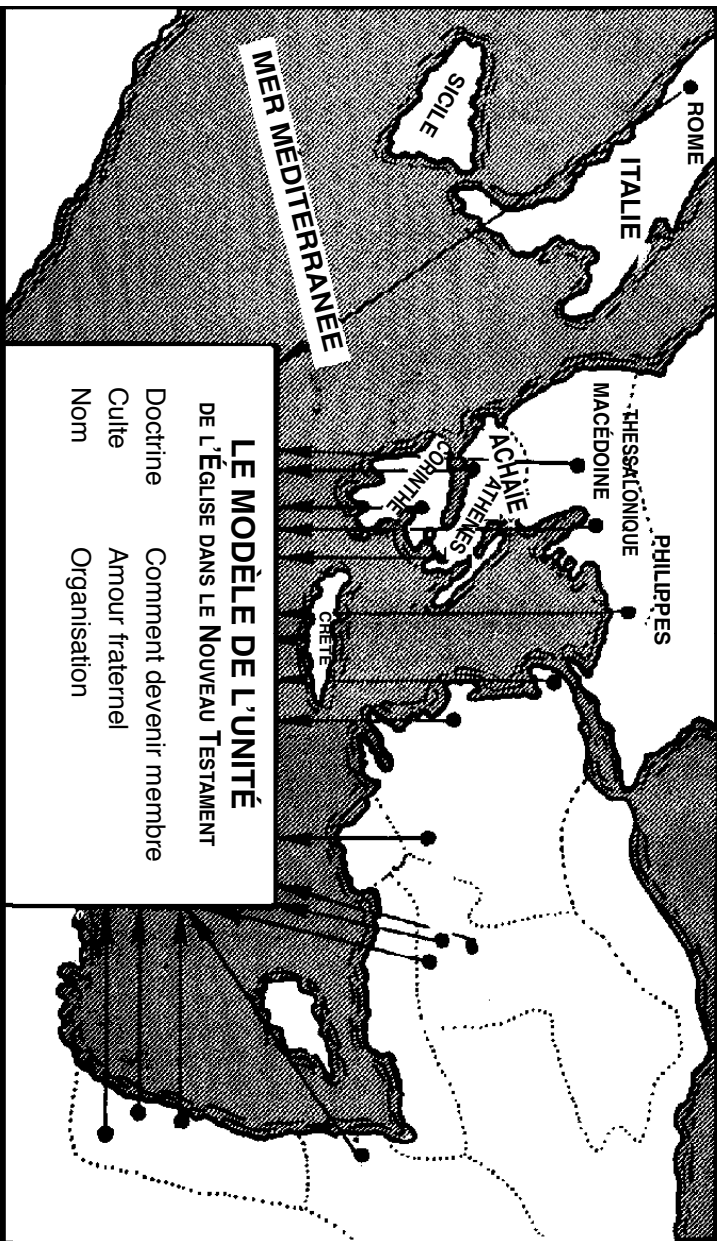 ROME
ITALIE
SICILE
MER MÉDITERRANÉE
PHILIPPES
THESSALONIQUE
MACÉDOINE
ACHAÏE
ATHÈNES
CORINTHE
CRÈTE
LE MODÈLE DE L'UNITÉ
DE L'ÉGLISE DANS LE NOUVEAU TESTAMENT
Doctrine Comment devenir membre
Culte Amour fraternel
Nom Organisation